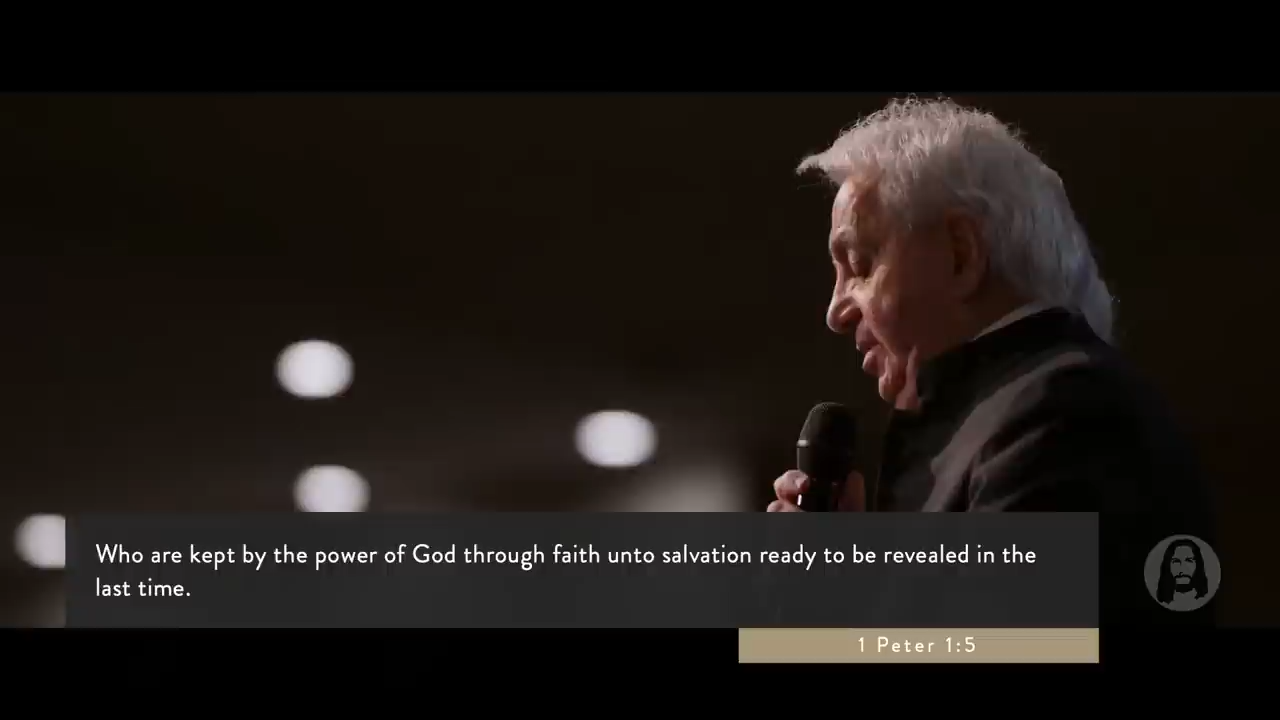 Who are kept by the power of God through faith unto salvation ready to be revealed in the
last time.
1 Peter 1:5